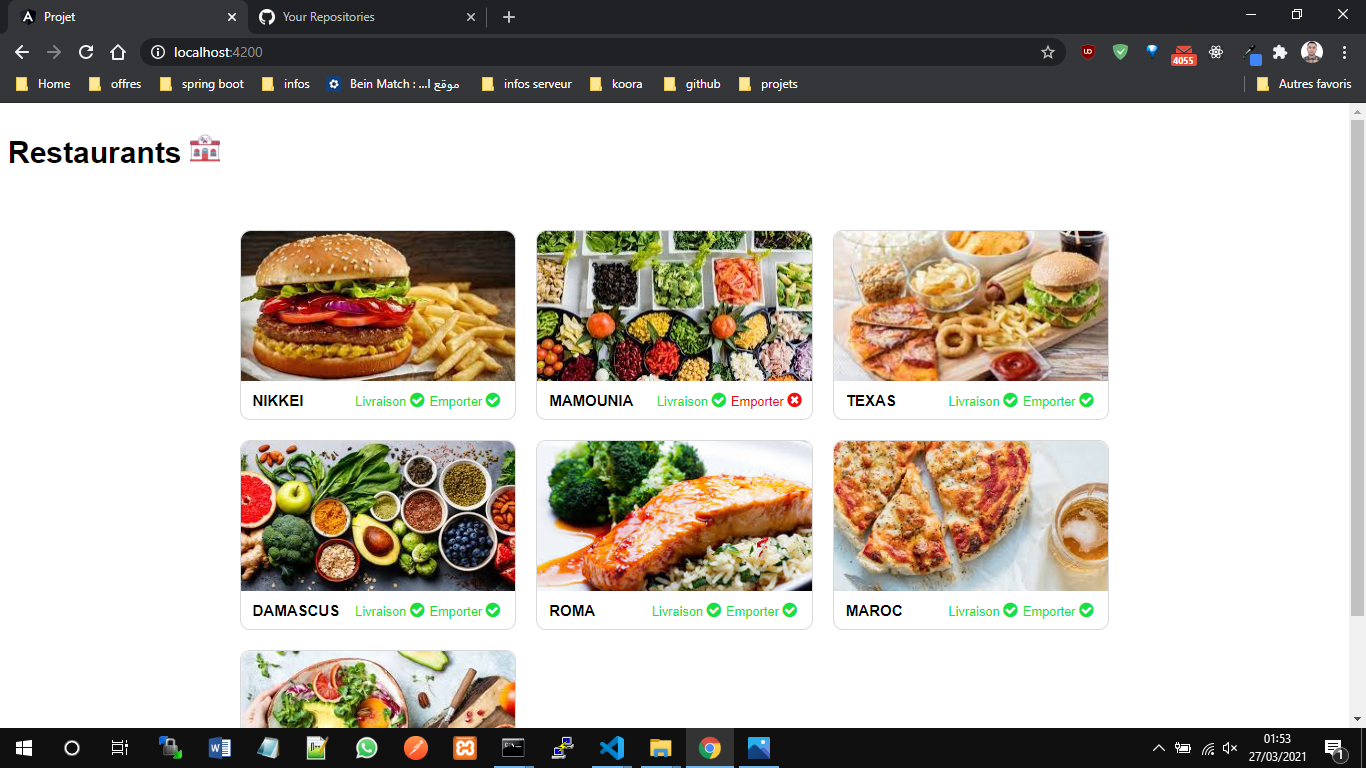 Projet
Your Repositories
localhost:4200
4055
Home
offres
spring boot
infos
Bein Match : ...موقع ا
infos serveur
koora
github
projets
Autres favoris
Restaurants
NIKKEI Livraison Emporter
MAMOUNIA Livraison Emporter
TEXAS Livraison Emporter
DAMASCUS Livraison Emporter
ROMA Livraison Emporter
MAROC Livraison Emporter
01:53
27/03/2021
1